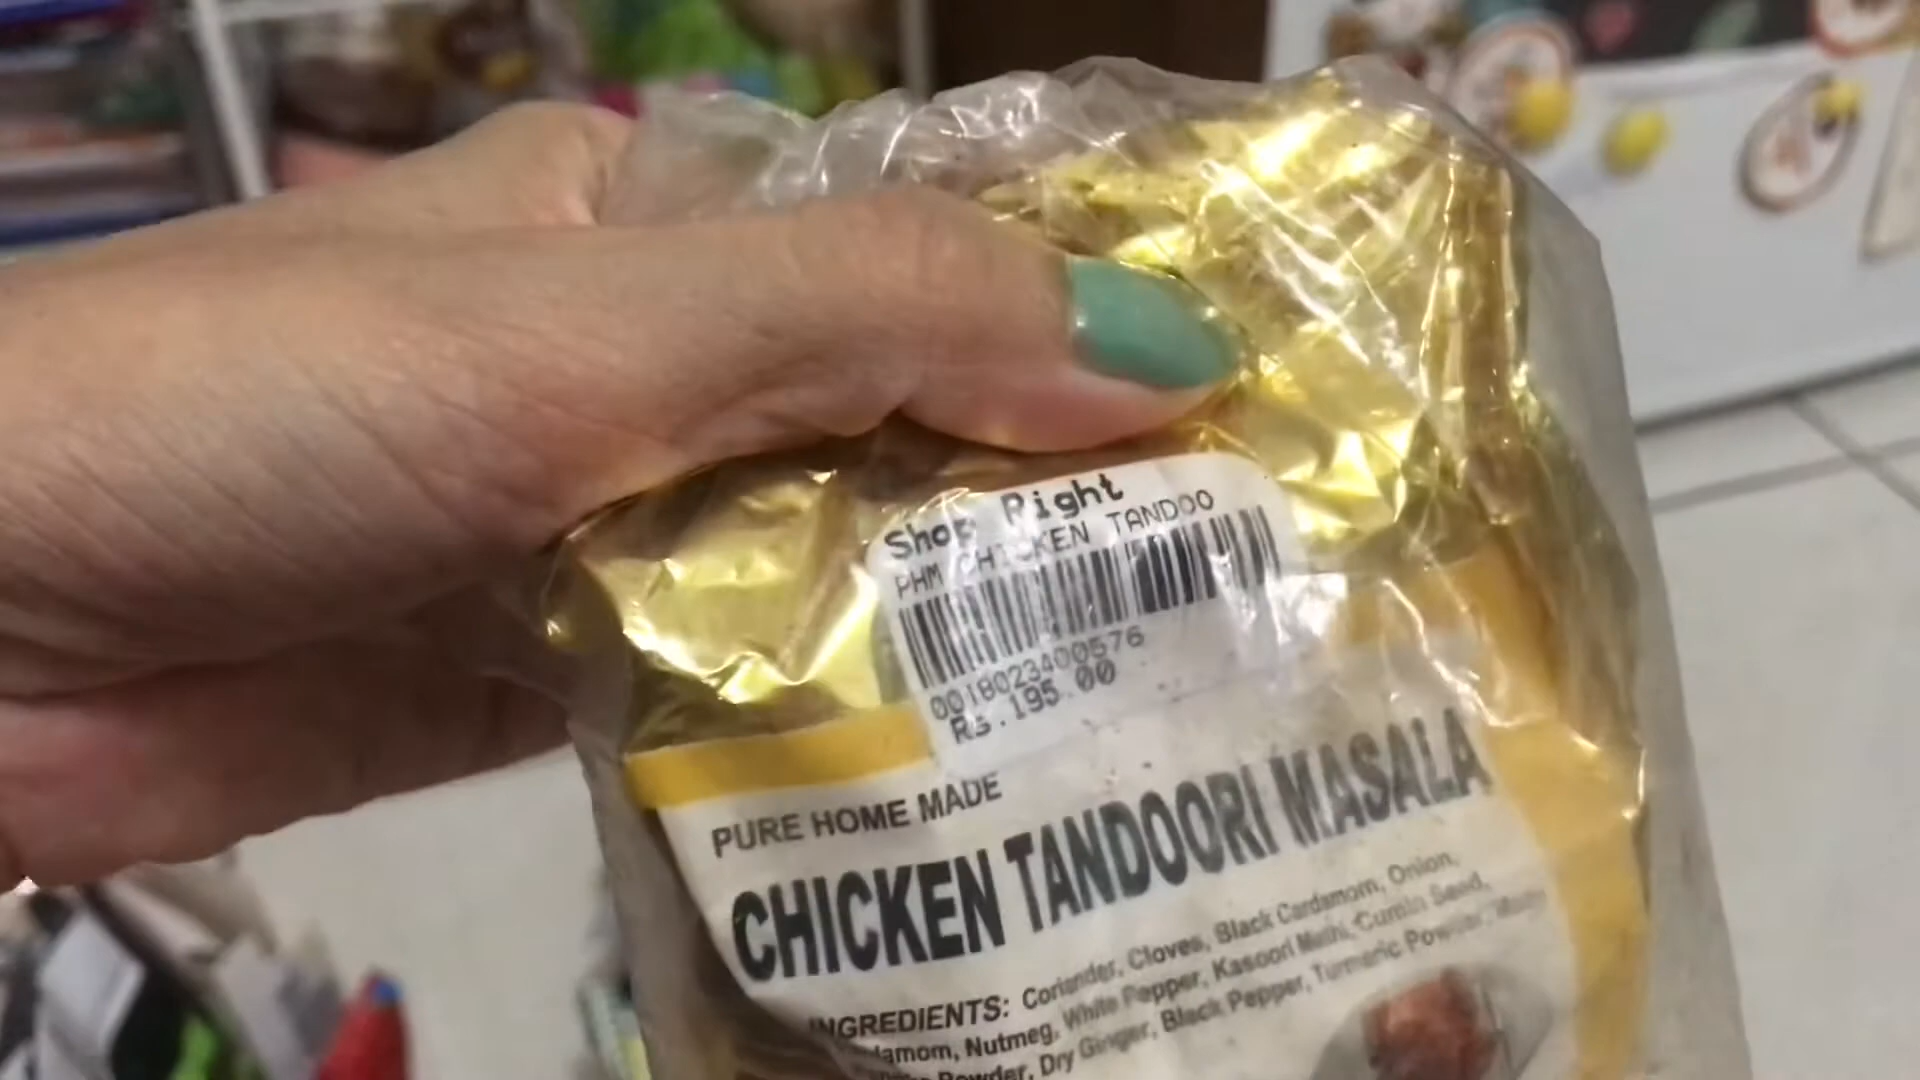 Shop Right
PHM CHICKEN TANDOO
0018023400576
Rs.195.00
PURE HOME MADE
CHICKEN TANDOORI MASALA
INGREDIENTS: Coriander, Cloves, Black Cardamom, Onion,
Nutmeg, White Pepper, Kasoori Methi, Cumin Seed,
Powder, Dry Ginger, Black Pepper, Turmeric Powder,